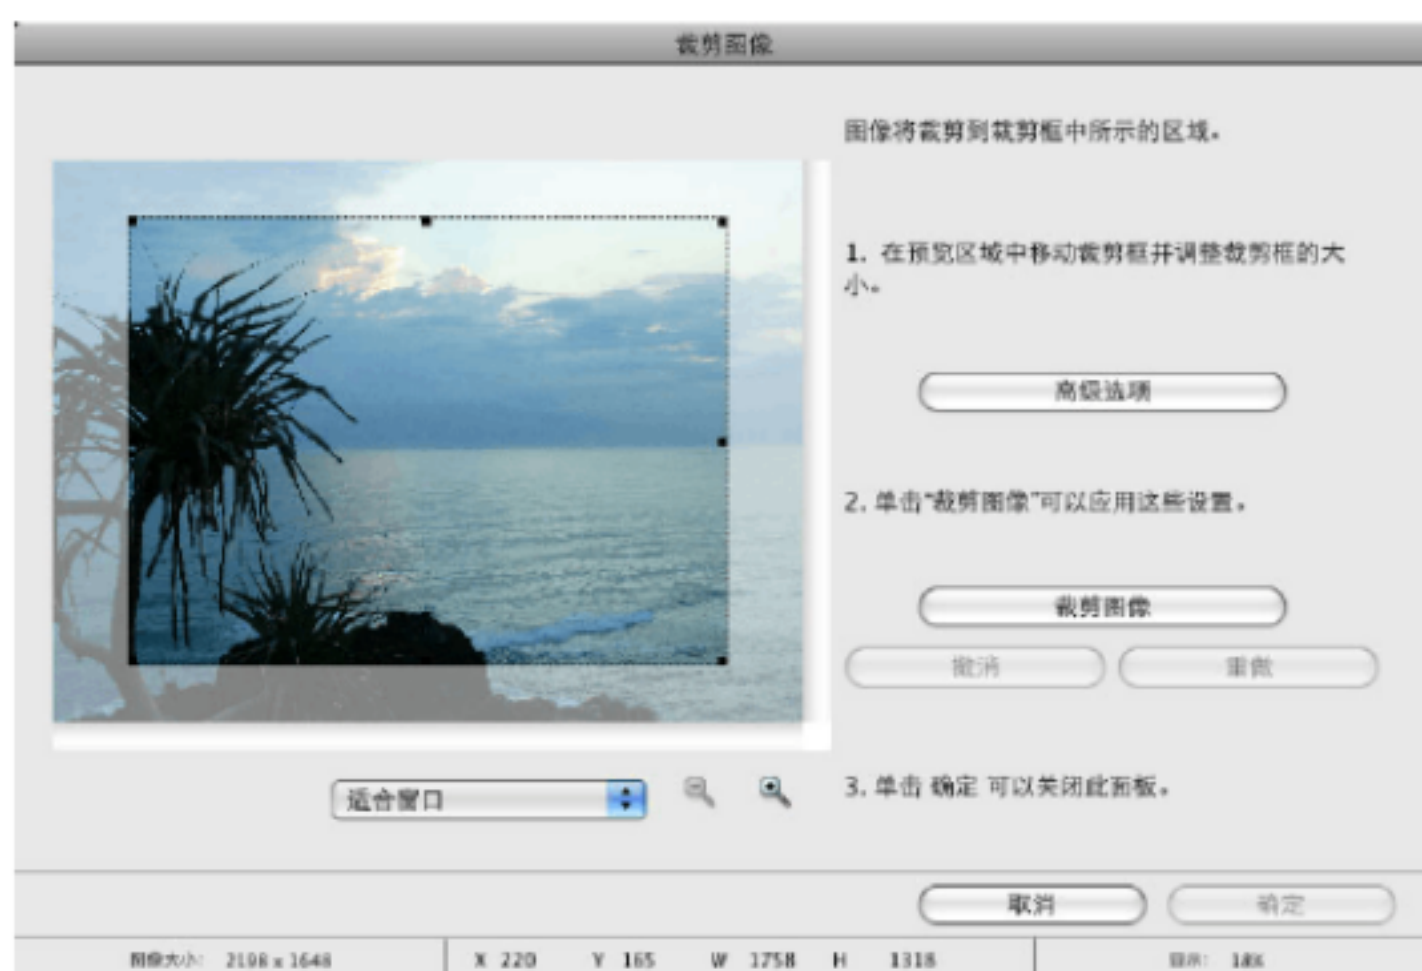 裁剪图像
图像将裁剪到裁剪框中所示的区域。
1. 在预览区域中移动裁剪框并调整裁剪框的大
小。
高级选项
2. 单击“裁剪图像”可以应用这些设置。
裁剪图像
撤消 重做
适合窗口
3. 单击 确定 可以关闭此面板。
取消 确定
图像大小: 2198 x 1648 X 220 Y 165 W 1758 H 1318 显示: 18%